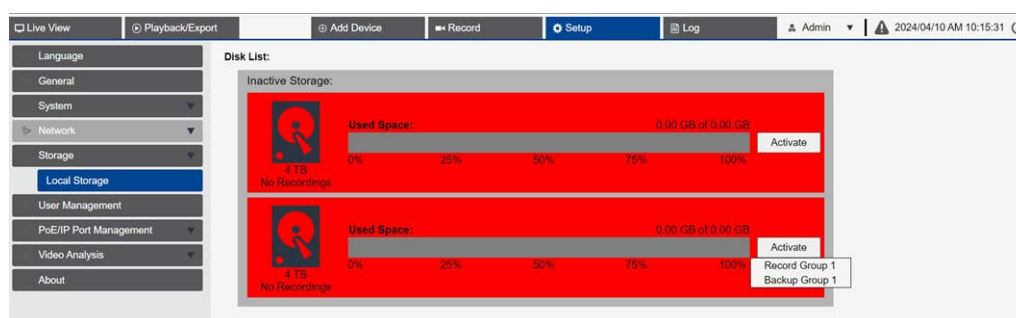 Live View Playback/Export Add Device Record Setup Log Admin 2024/04/10 AM 10:15:31
Language
General
System
Network
Storage
Local Storage
User Management
PoE/IP Port Management
Video Analysis
About
Disk List:
Inactive Storage:
Used Space: 0.00 GB of 0.00 GB
Activate
0% 25% 50% 75% 100%
4 TB
No Recordings
Used Space: 0.00 GB of 0.00 GB
Activate
0% 25% 50% 75% 100%
Record Group 1
Backup Group 1
4 TB
No Recordings